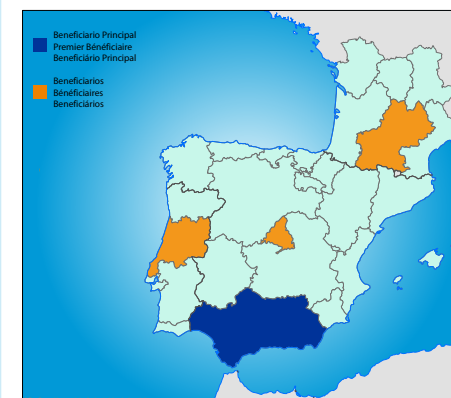 Beneficiario Principal
Premier Bénéficiaire
Beneficiário Principal
Beneficiarios
Bénéficiaires
Beneficiários